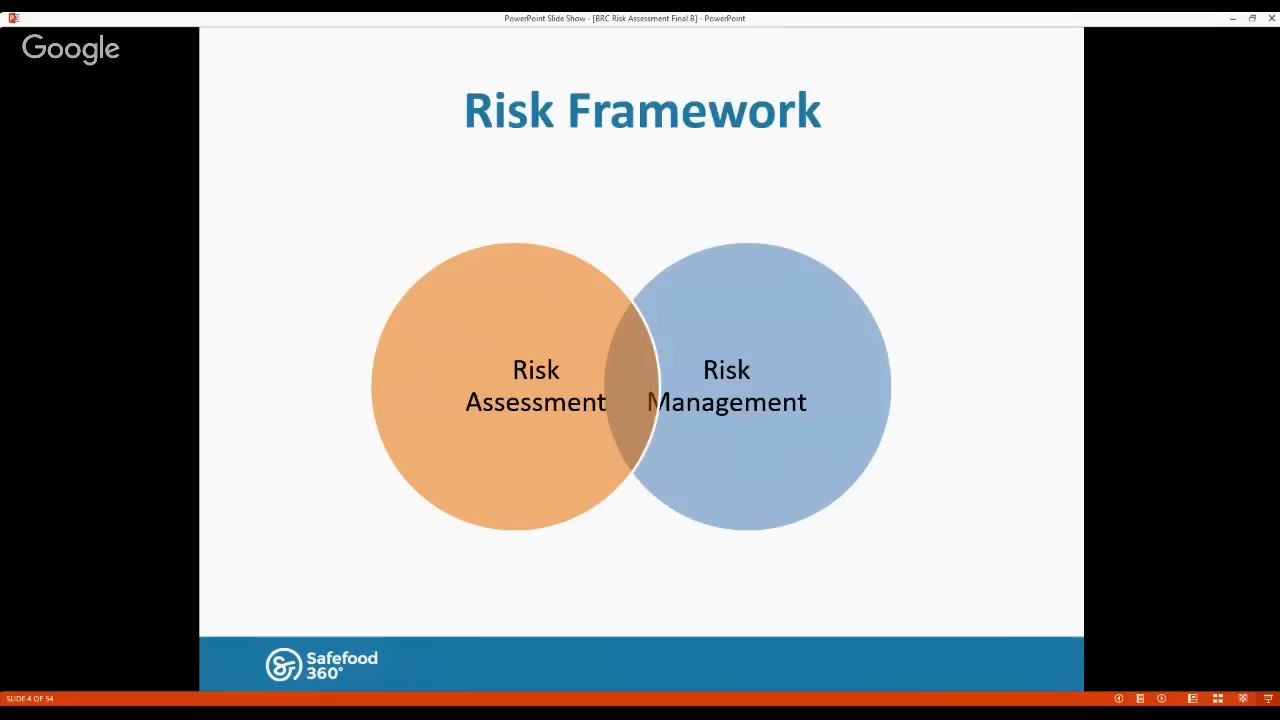 PowerPoint Slide Show - [BRC Risk Assessment Final B] - PowerPoint
Google
Risk Framework
Risk
Assessment
Risk
Management
Safefood
360°
SLIDE 4 OF 54